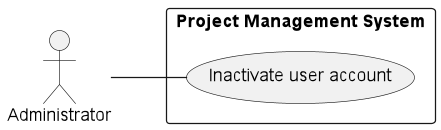 Project Management System
Inactivate user account
Administrator